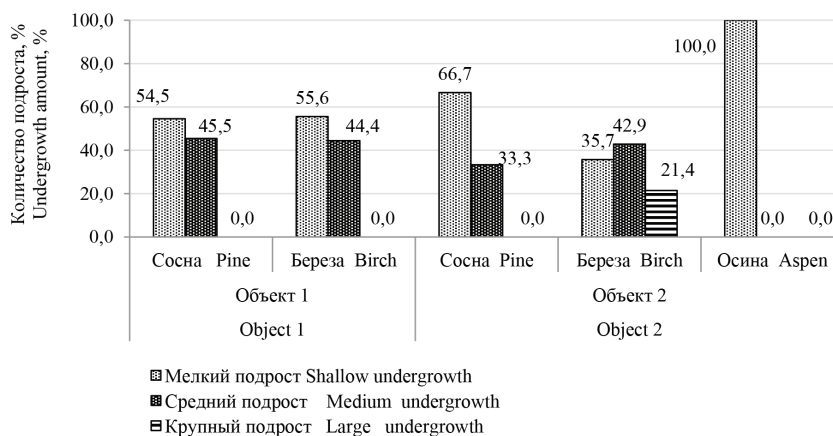 Количество подроста, %
Undergrowth amount, %
100,0
80,0
60,0
40,0
20,0
0,0
54,5
45,5
0,0
55,6
44,4
0,0
66,7
33,3
0,0
35,7
42,9
21,4
100,0
0,0
0,0
Сосна Pine
Береза Birch
Сосна Pine
Береза Birch
Осина Aspen
Объект 1
Объект 2
Object 1
Object 2
Мелкий подрост Shallow undergrowth
Средний подрост Medium undergrowth
Крупный подрост Large undergrowth